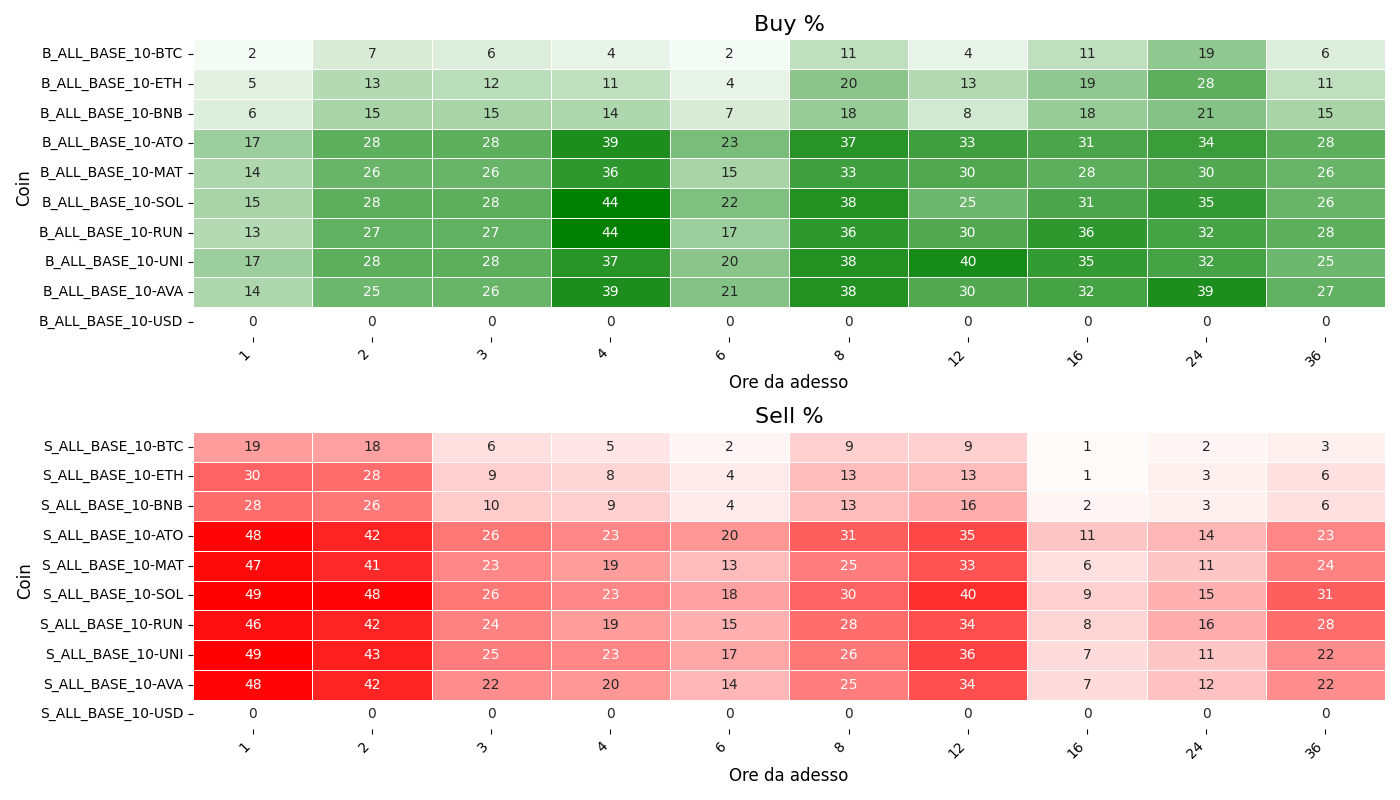 Buy %
Coin
B_ALL_BASE_10-BTC 2 7 6 4 2 11 4 11 19 6
B_ALL_BASE_10-ETH 5 13 12 11 4 20 13 19 28 11
B_ALL_BASE_10-BNB 6 15 15 14 7 18 8 18 21 15
B_ALL_BASE_10-ATO 17 28 28 39 23 37 33 31 34 28
B_ALL_BASE_10-MAT 14 26 26 36 15 33 30 28 30 26
B_ALL_BASE_10-SOL 15 28 28 44 22 38 25 31 35 26
B_ALL_BASE_10-RUN 13 27 27 44 17 36 30 36 32 28
B_ALL_BASE_10-UNI 17 28 28 37 20 38 40 35 32 25
B_ALL_BASE_10-AVA 14 25 26 39 21 38 30 32 39 27
B_ALL_BASE_10-USD 0 0 0 0 0 0 0 0 0 0
1 2 3 4 6 8 12 16 24 36
Ore da adesso
Sell %
Coin
S_ALL_BASE_10-BTC 19 18 6 5 2 9 9 1 2 3
S_ALL_BASE_10-ETH 30 28 9 8 4 13 13 1 3 6
S_ALL_BASE_10-BNB 28 26 10 9 4 13 16 2 3 6
S_ALL_BASE_10-ATO 48 42 26 23 20 31 35 11 14 23
S_ALL_BASE_10-MAT 47 41 23 19 13 25 33 6 11 24
S_ALL_BASE_10-SOL 49 48 26 23 18 30 40 9 15 31
S_ALL_BASE_10-RUN 46 42 24 19 15 28 34 8 16 28
S_ALL_BASE_10-UNI 49 43 25 23 17 26 36 7 11 22
S_ALL_BASE_10-AVA 48 42 22 20 14 25 34 7 12 22
S_ALL_BASE_10-USD 0 0 0 0 0 0 0 0 0 0
1 2 3 4 6 8 12 16 24 36
Ore da adesso